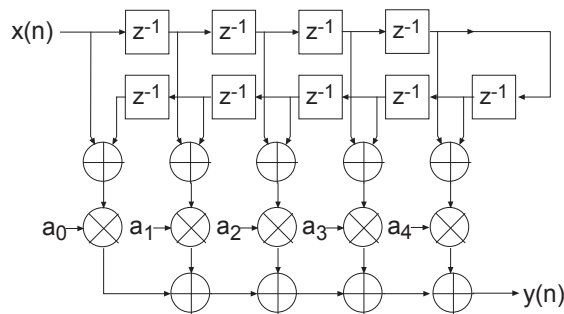 x(n) z⁻¹ z⁻¹ z⁻¹ z⁻¹
z⁻¹ z⁻¹ z⁻¹ z⁻¹ z⁻¹
a₀ a₁ a₂ a₃ a₄
y(n)